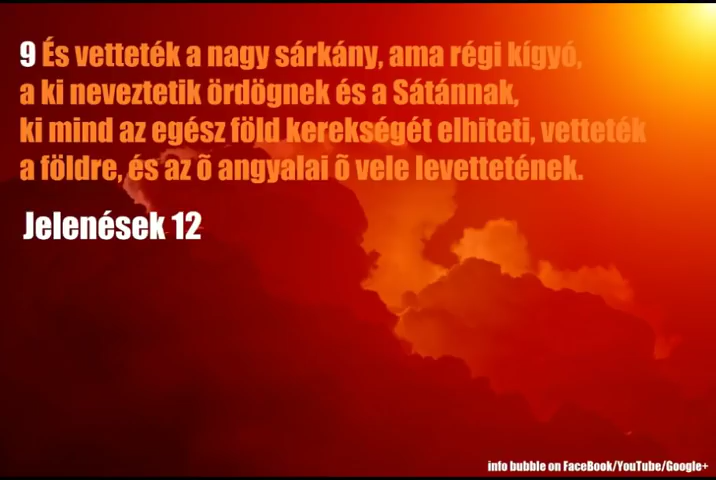 9 És vetteték a nagy sárkány, ama régi kígyó,
a ki neveztetik ördögnek és a Sátánnak,
ki mind az egész föld kerekségét elhiteti, vetteték
a földre, és az õ angyalai õ vele levettetének.
Jelenések 12
info bubble on FaceBook/YouTube/Google+